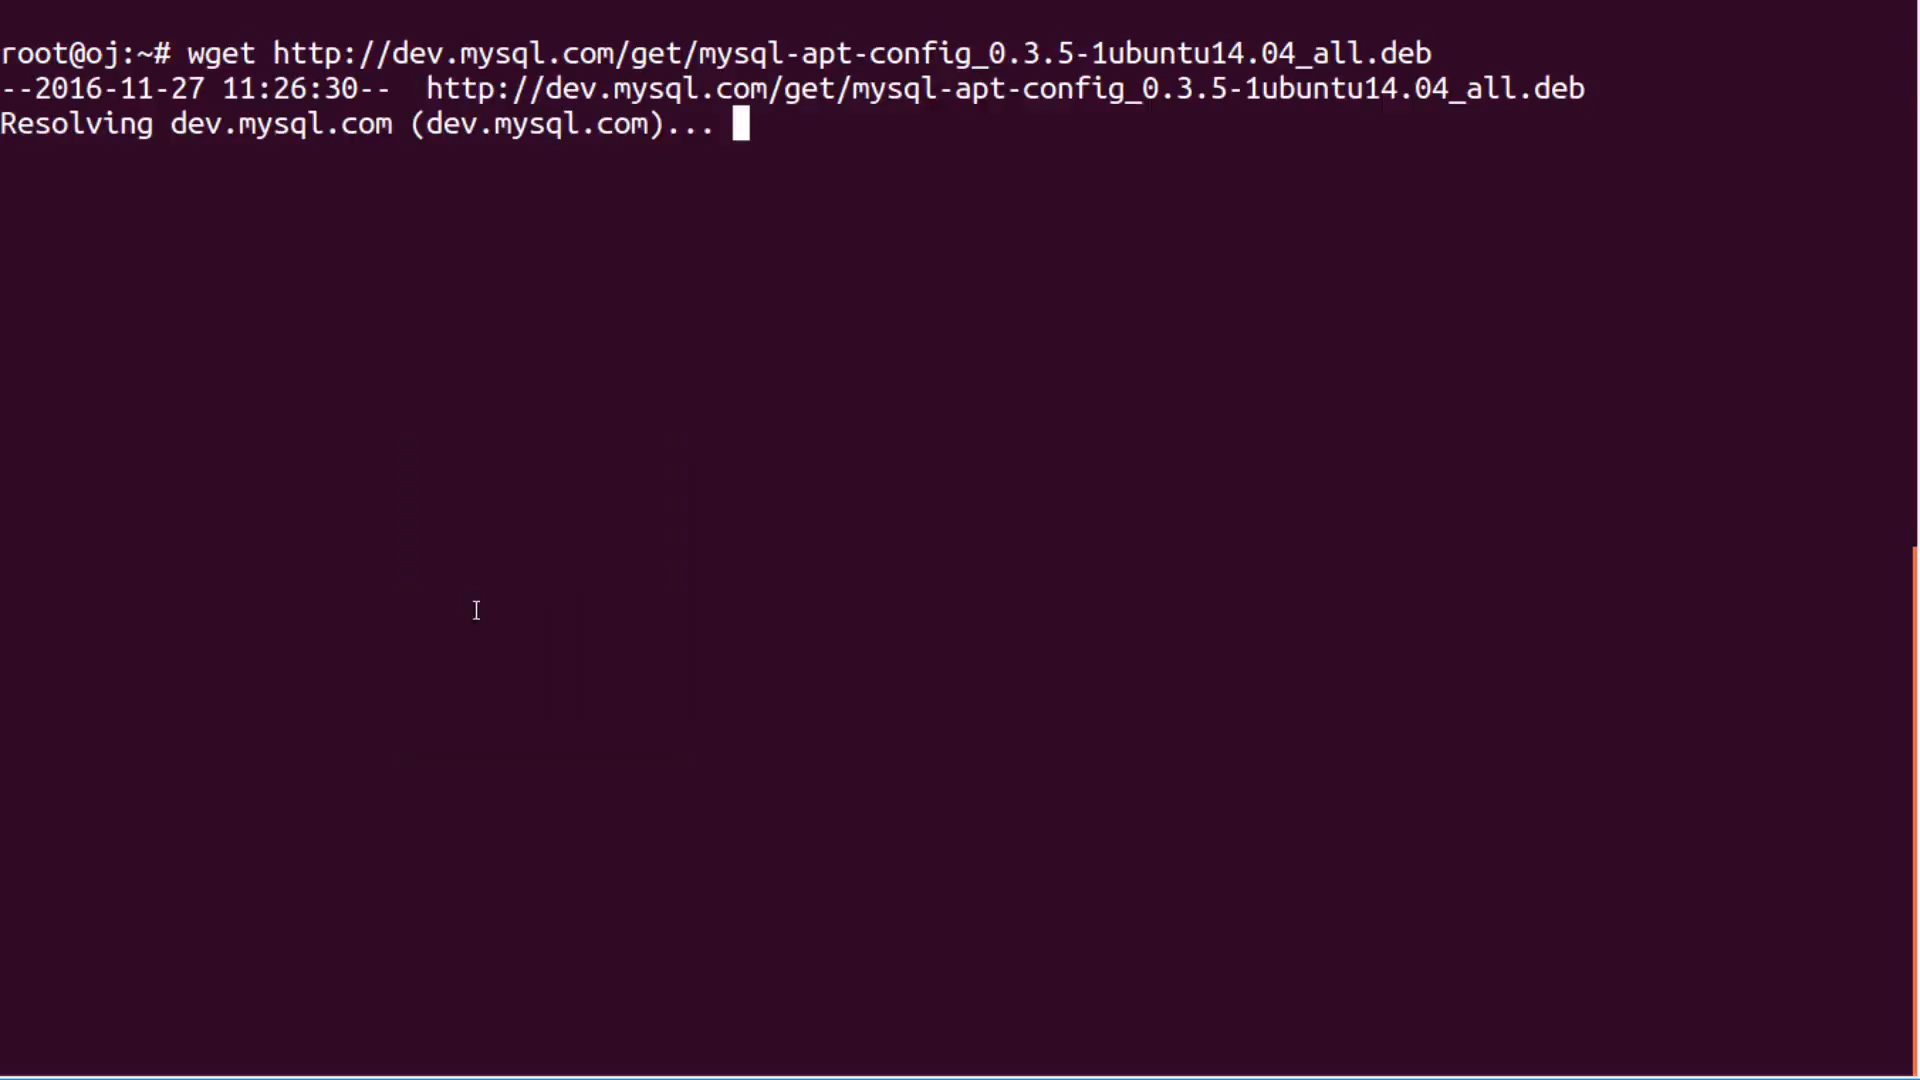 root@oj:~# wget http://dev.mysql.com/get/mysql-apt-config_0.3.5-1ubuntu14.04_all.deb
--2016-11-27 11:26:30--  http://dev.mysql.com/get/mysql-apt-config_0.3.5-1ubuntu14.04_all.deb
Resolving dev.mysql.com (dev.mysql.com)...